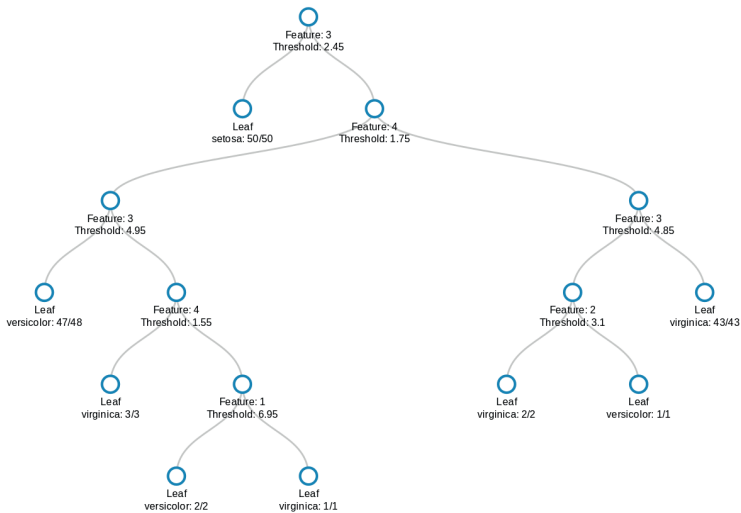 Feature: 3
Threshold: 2.45
Leaf
setosa: 50/50
Feature: 4
Threshold: 1.75
Feature: 3
Threshold: 4.95
Feature: 3
Threshold: 4.85
Leaf
versicolor: 47/48
Feature: 4
Threshold: 1.55
Feature: 2
Threshold: 3.1
Leaf
virginica: 43/43
Leaf
virginica: 3/3
Feature: 1
Threshold: 6.95
Leaf
virginica: 2/2
Leaf
versicolor: 1/1
Leaf
versicolor: 2/2
Leaf
virginica: 1/1